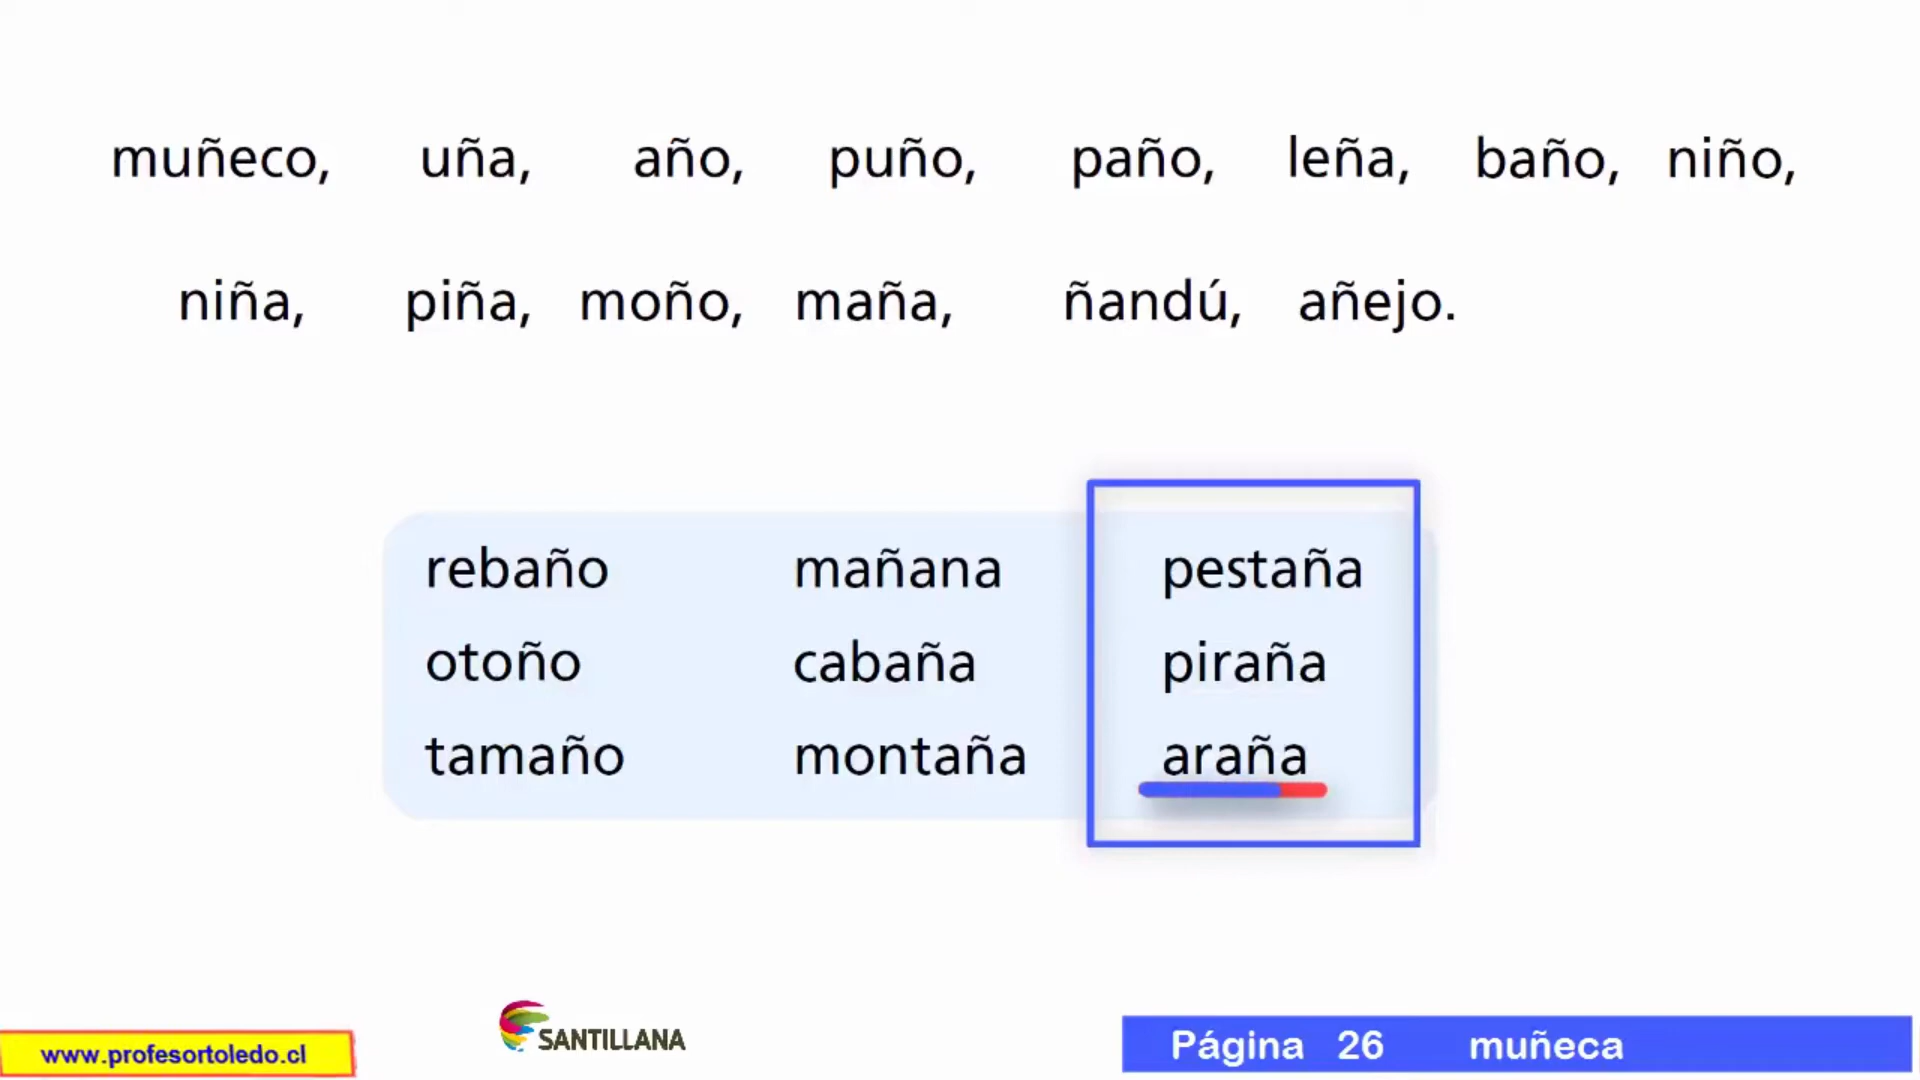 muñeco, uña, año, puño, paño, leña, baño, niño,
niña, piña, moño, maña, ñandú, añejo.
rebaño mañana pestaña
otoño cabaña piraña
tamaño montaña araña
www.profesortoledo.cl SANTILLANA Página 26 muñeca